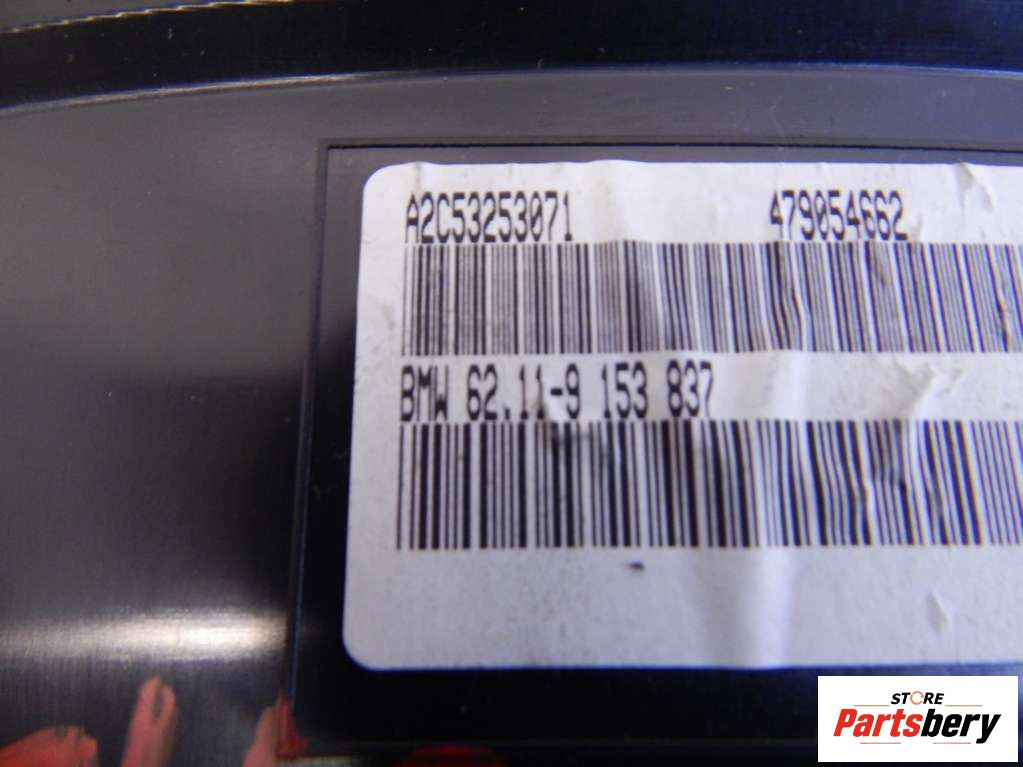 A2C53253071 479054662
BMW 62.11-9 153 837
STORE
Partsbery